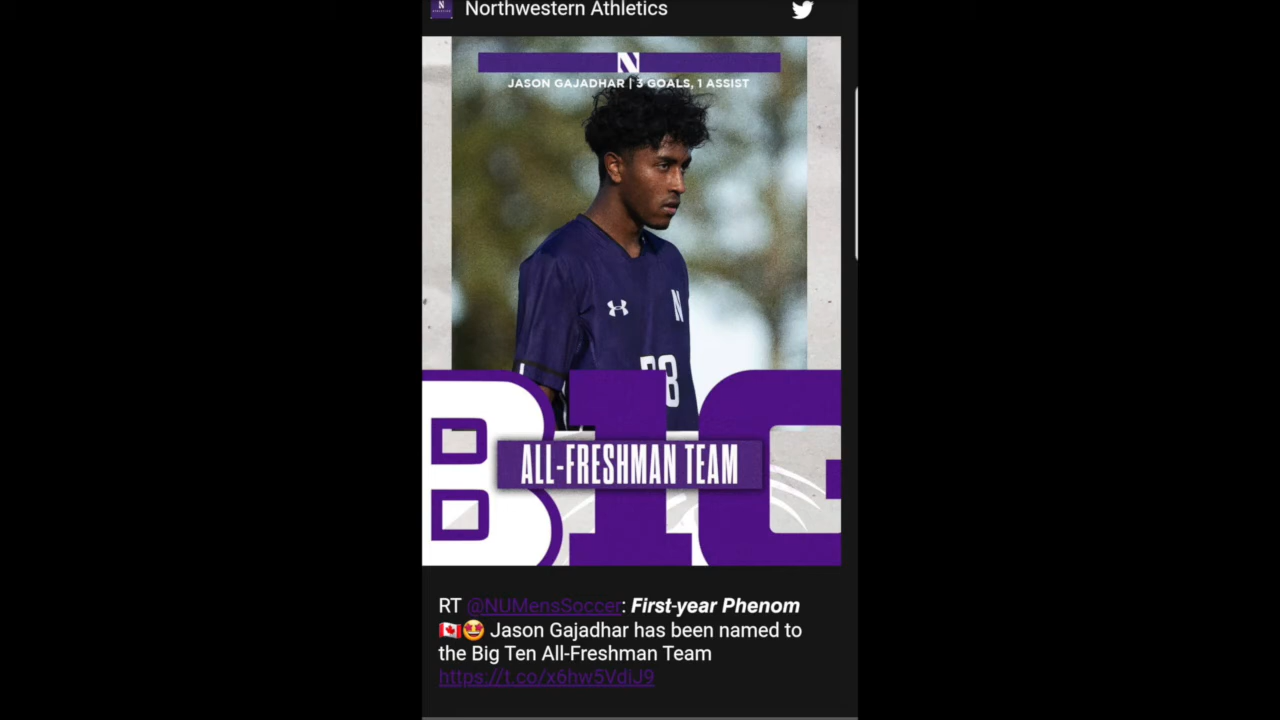 Northwestern Athletics
N
JASON GAJADHAR | 3 GOALS, 1 ASSIST
N
B1G
ALL-FRESHMAN TEAM
RT @NUMensSoccer: First-year Phenom
🇨🇦🤩 Jason Gajadhar has been named to
the Big Ten All-Freshman Team
https://t.co/x6hw5VdiJ9